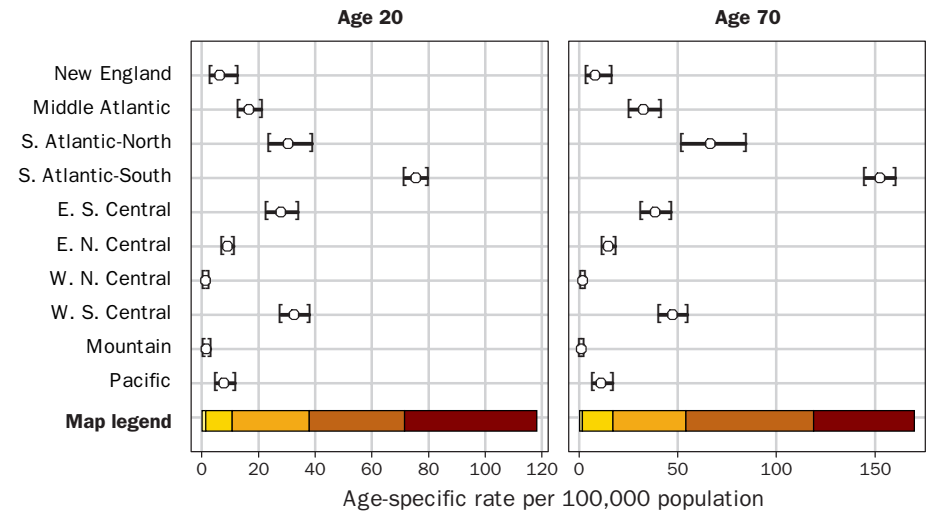 Age 20 Age 70
New England
Middle Atlantic
S. Atlantic-North
S. Atlantic-South
E. S. Central
E. N. Central
W. N. Central
W. S. Central
Mountain
Pacific
Map legend
0 20 40 60 80 100 120 0 50 100 150
Age-specific rate per 100,000 population